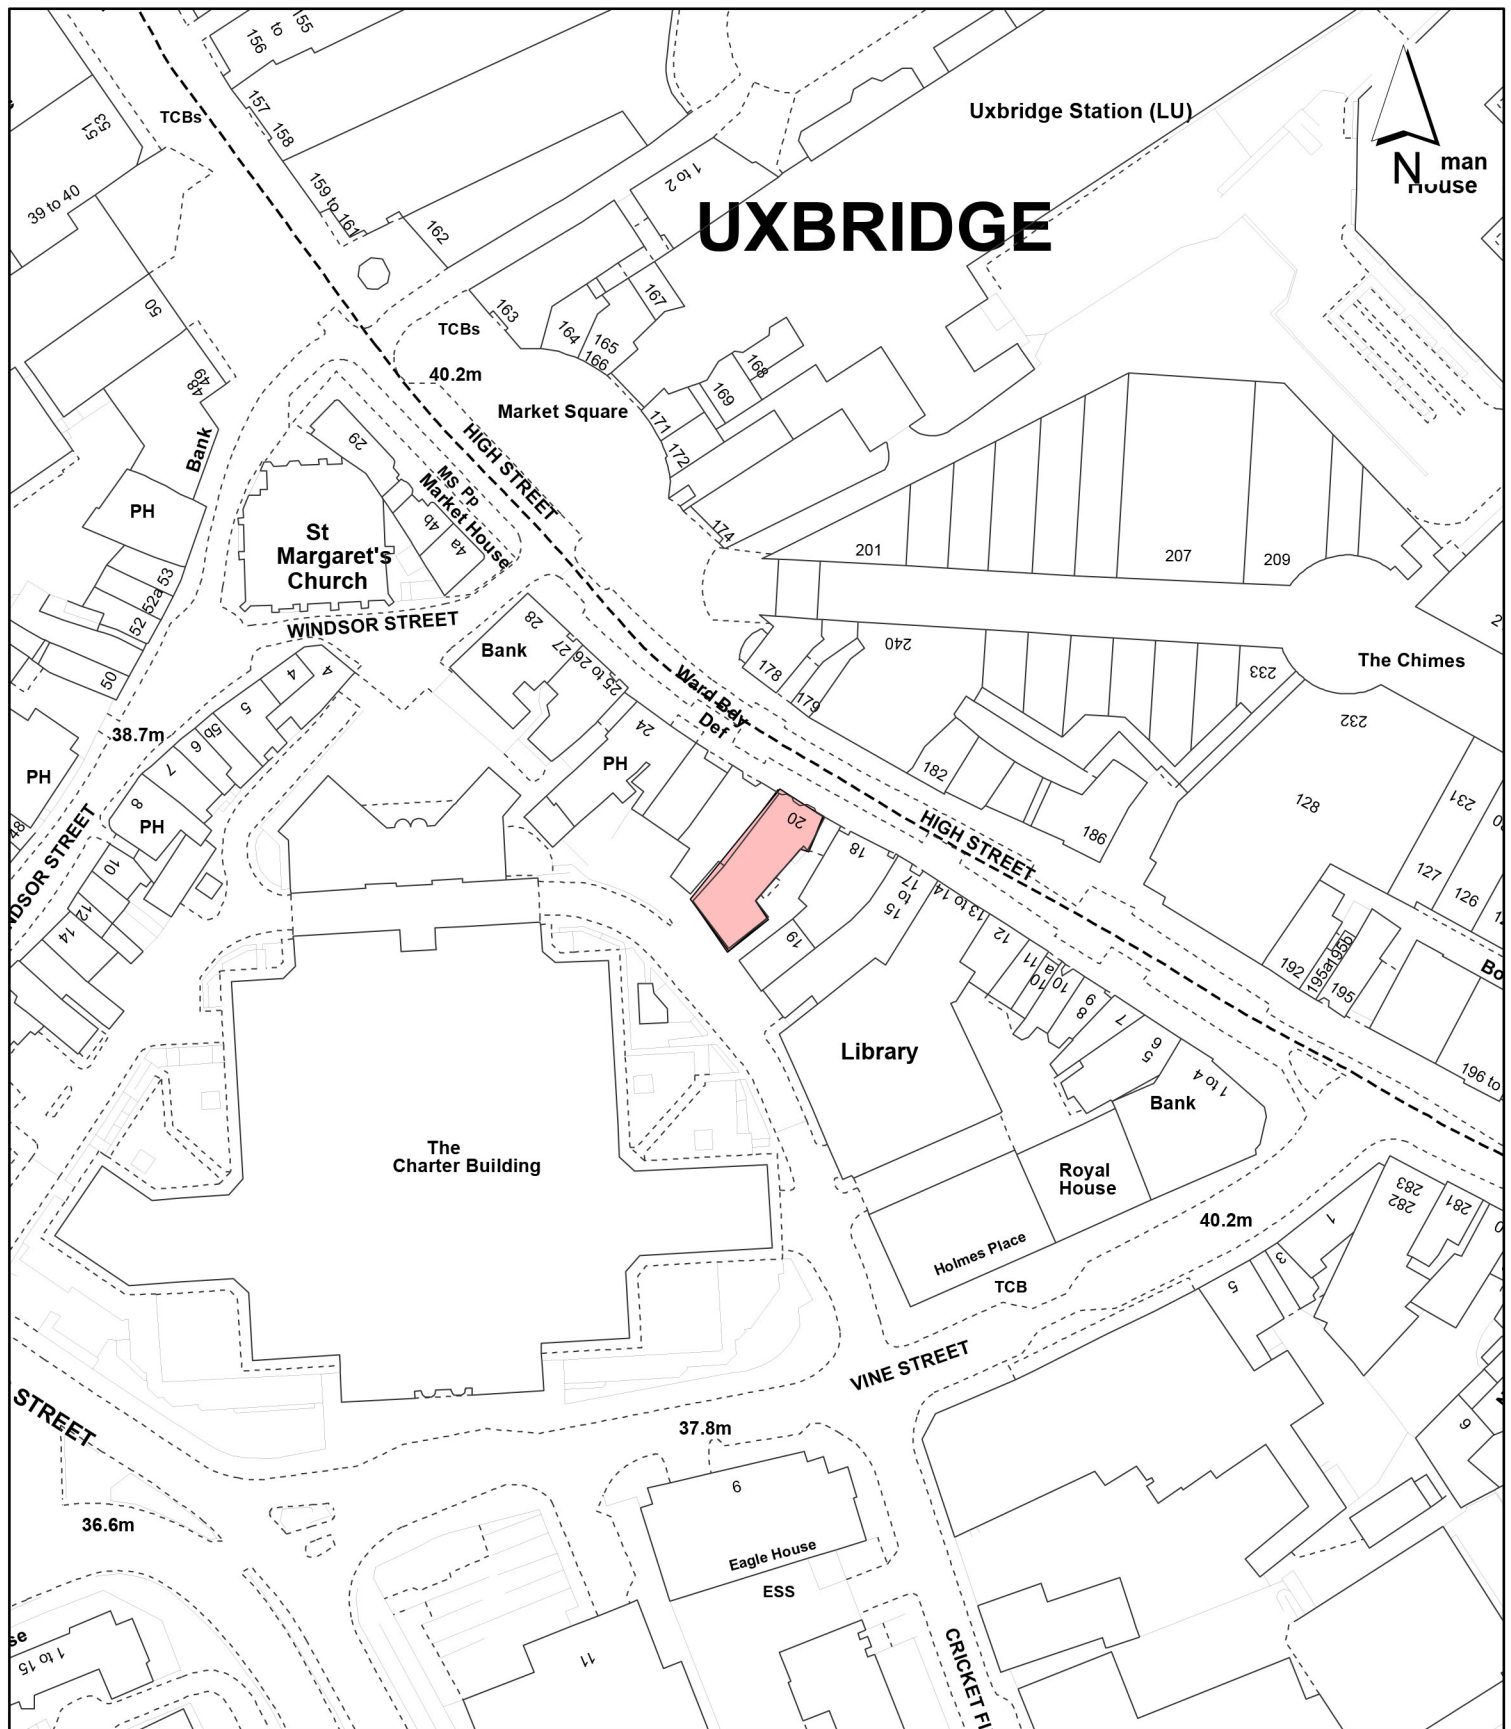 155
to
156
157
158
159 to 161
162
TCBs
51
53
39 to 40
50
48
49
Bank
PH
Uxbridge Station (LU)
N
man
House
UXBRIDGE
1 to 2
163
164
165
166
167
168
169
171
172
174
TCBs
40.2m
Market Square
HIGH STREET
MS Pp
Market House
29
4b
4a
St
Margaret's
Church
WINDSOR STREET
53
52a
52
50
201
207
209
240
233
232
The Chimes
178
179
182
186
Ward Bdy
Def
28
27
25 to 26
Bank
24
PH
4
4
5
5b
6
7
8
PH
10
12
14
38.7m
PH
48
NDSOR STREET
20
18
19
15
to
17
13 to 14
12
11
10
10a
9
8
7
6
5
1 to 4
Bank
HIGH STREET
128
231
127
126
192
195a
195b
195
Bo
196 to
Library
Royal
House
Holmes Place
TCB
The
Charter Building
40.2m
283
282
281
1
3
5
VINE STREET
37.8m
STREET
36.6m
6
Eagle House
ESS
11
CRICKET FI
se
1 to 15
9